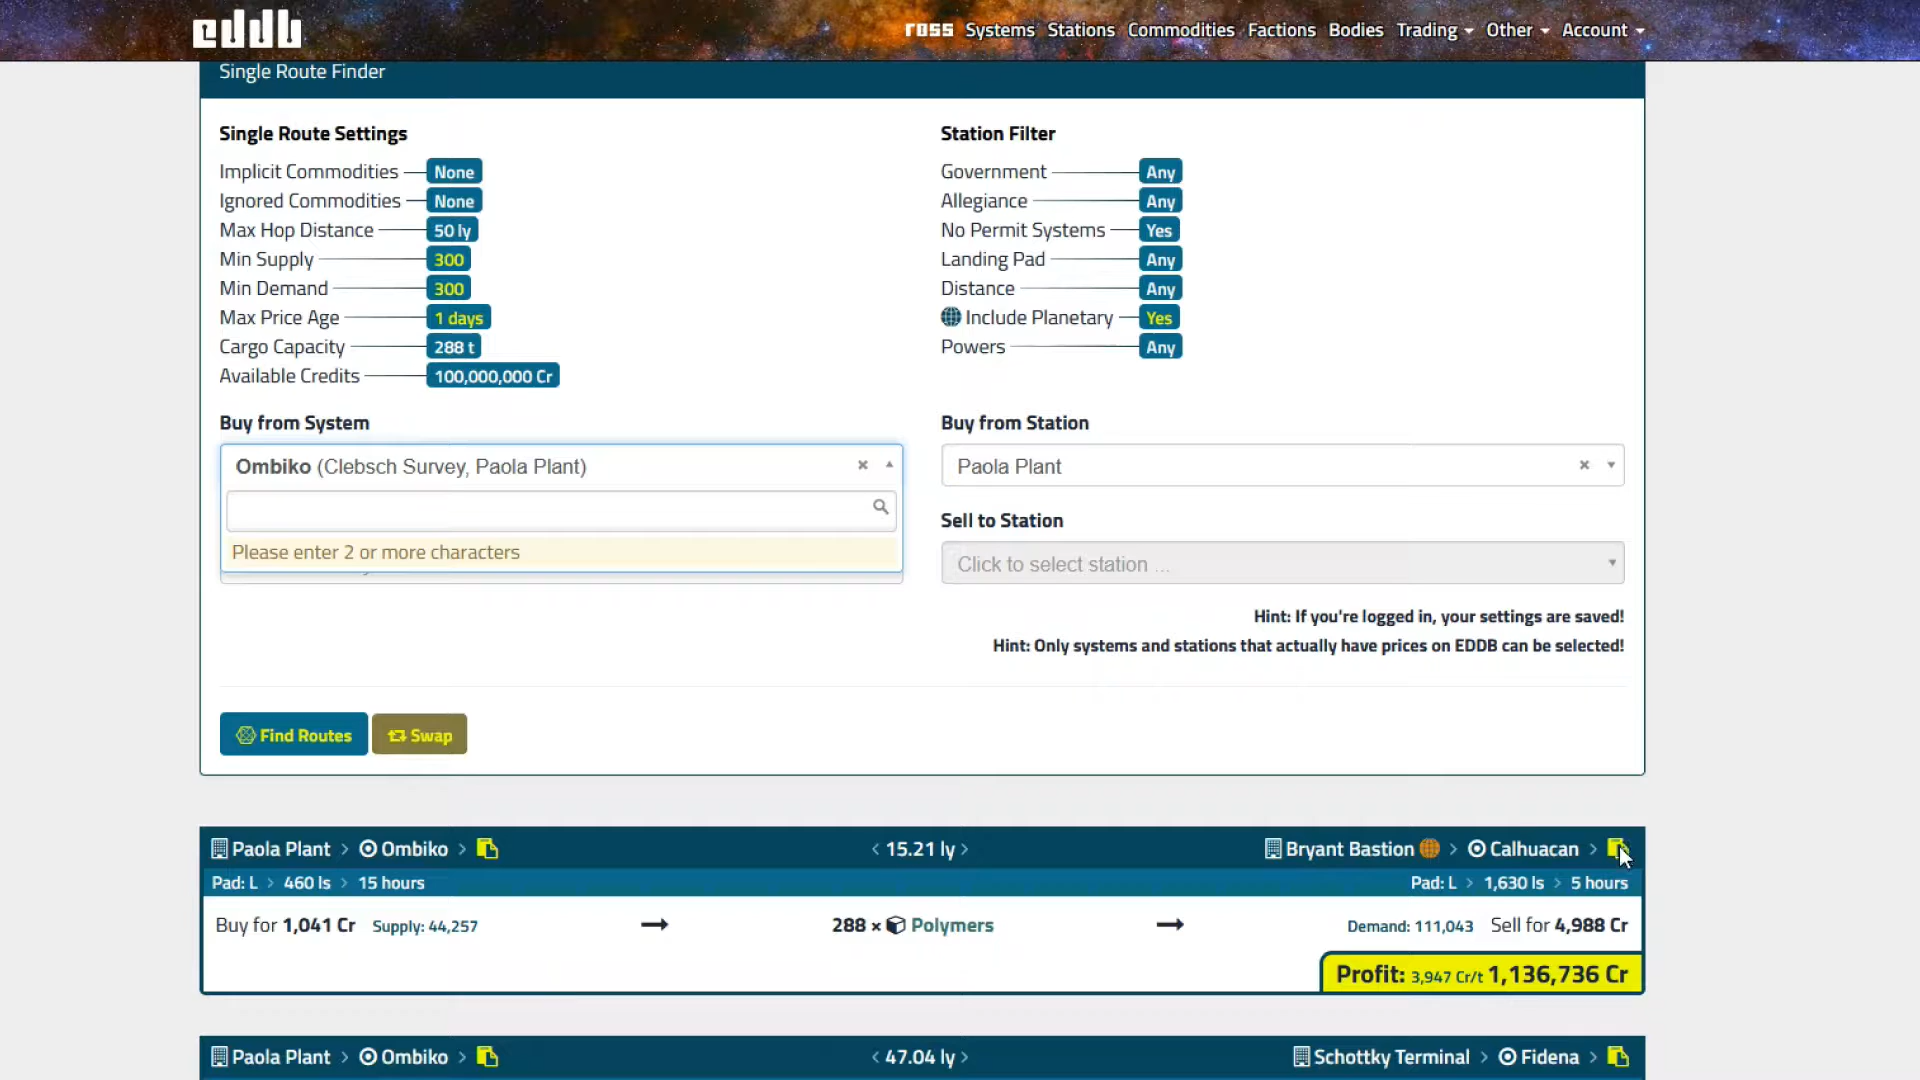 eddb
ross Systems Stations Commodities Factions Bodies Trading Other Account
Single Route Finder
Single Route Settings
Implicit Commodities None
Ignored Commodities None
Max Hop Distance 50 ly
Min Supply 300
Min Demand 300
Max Price Age 1 days
Cargo Capacity 288 t
Available Credits 100,000,000 Cr
Station Filter
Government Any
Allegiance Any
No Permit Systems Yes
Landing Pad Any
Distance Any
Include Planetary Yes
Powers Any
Buy from System
Ombiko (Clebsch Survey, Paola Plant)
Please enter 2 or more characters
Buy from Station
Paola Plant
Sell to Station
Click to select station ...
Hint: If you're logged in, your settings are saved!
Hint: Only systems and stations that actually have prices on EDDB can be selected!
Find Routes Swap
Paola Plant > Ombiko > < 15.21 ly > Bryant Bastion > Calhuacan >
Pad: L > 460 ls > 15 hours Pad: L > 1,630 ls > 5 hours
Buy for 1,041 Cr Supply: 44,257 → 288 × Polymers → Demand: 111,043 Sell for 4,988 Cr
Profit: 3,947 Cr/t 1,136,736 Cr
Paola Plant > Ombiko > < 47.04 ly > Schottky Terminal > Fidena >